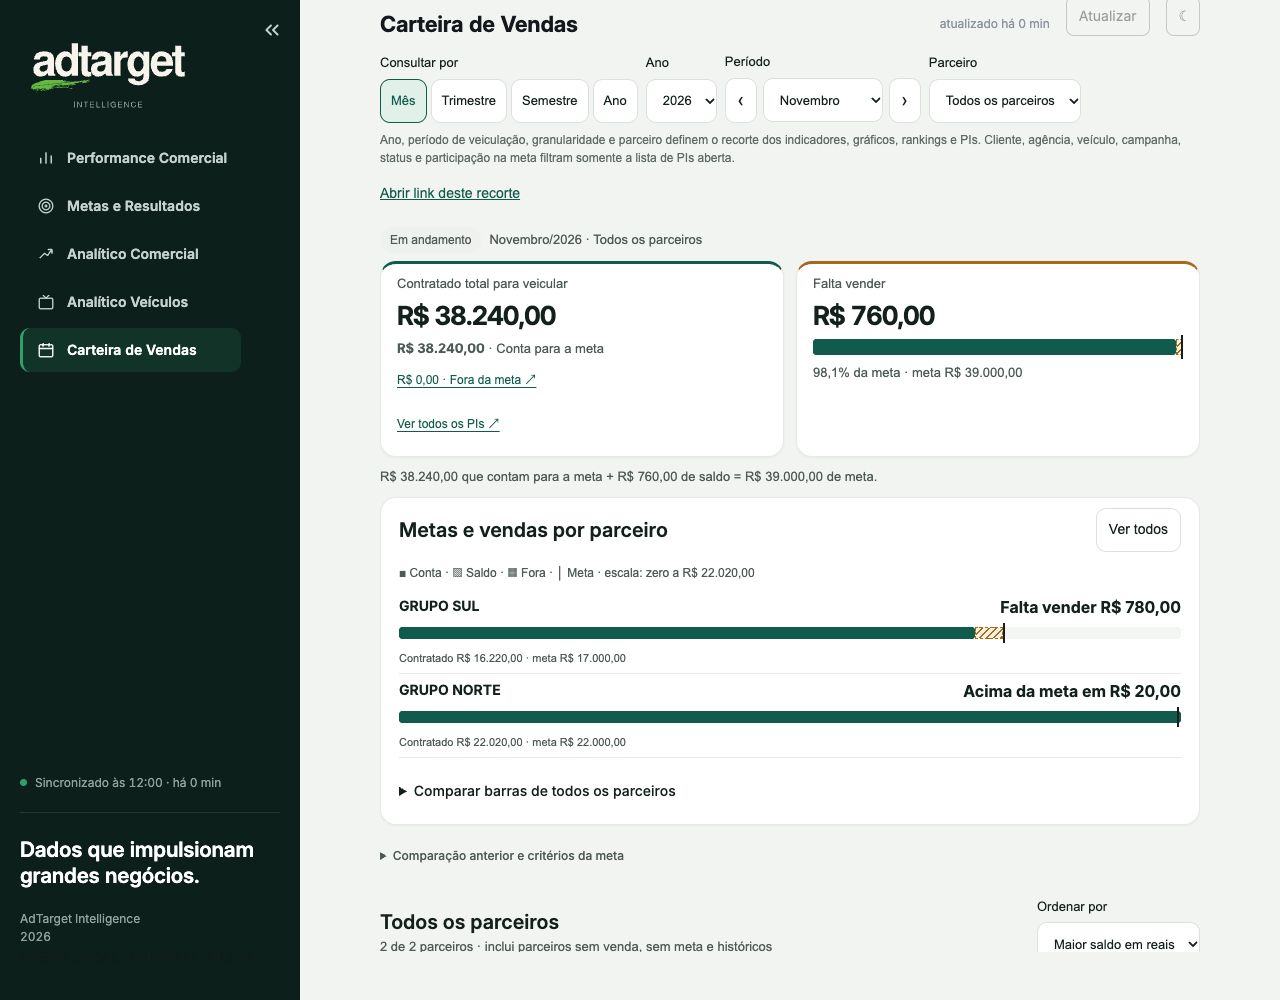 adtarget
INTELLIGENCE
Performance Comercial
Metas e Resultados
Analítico Comercial
Analítico Veículos
Carteira de Vendas
Sincronizado às 12:00 · há 0 min
Dados que impulsionam
grandes negócios.
AdTarget Intelligence
2026
Carteira de Vendas
atualizado há 0 min
Atualizar
Consultar por
Mês
Trimestre
Semestre
Ano
Ano
2026
Período
‹
Novembro
›
Parceiro
Todos os parceiros
Ano, período de veiculação, granularidade e parceiro definem o recorte dos indicadores, gráficos, rankings e PIs. Cliente, agência, veículo, campanha,
status e participação na meta filtram somente a lista de PIs aberta.
Abrir link deste recorte
Em andamento Novembro/2026 · Todos os parceiros
Contratado total para veicular
R$ 38.240,00
R$ 38.240,00 · Conta para a meta
R$ 0,00 · Fora da meta ↗
Ver todos os PIs ↗
Falta vender
R$ 760,00
98,1% da meta · meta R$ 39.000,00
R$ 38.240,00 que contam para a meta + R$ 760,00 de saldo = R$ 39.000,00 de meta.
Metas e vendas por parceiro
Ver todos
■ Conta · ▨ Saldo · ▦ Fora · │ Meta · escala: zero a R$ 22.020,00
GRUPO SUL
Falta vender R$ 780,00
Contratado R$ 16.220,00 · meta R$ 17.000,00
GRUPO NORTE
Acima da meta em R$ 20,00
Contratado R$ 22.020,00 · meta R$ 22.000,00
▶ Comparar barras de todos os parceiros
▶ Comparação anterior e critérios da meta
Todos os parceiros
2 de 2 parceiros · inclui parceiros sem venda, sem meta e históricos
Ordenar por
Maior saldo em reais